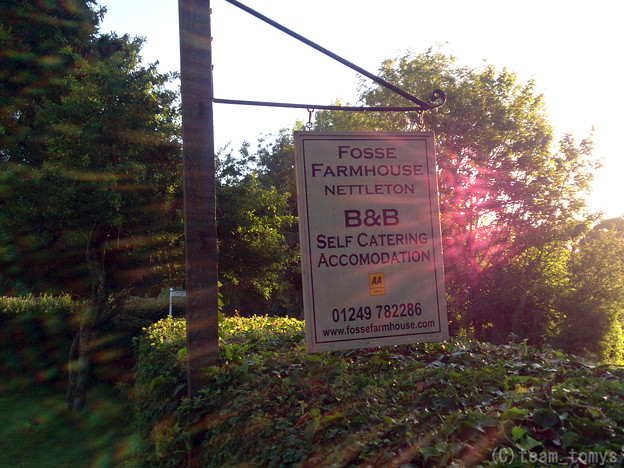 FOSSE
FARMHOUSE
NETTLETON
B&B
SELF CATERING
ACCOMODATION
AA
01249 782286
www.fossefarmhouse.com
(C)team_tomys